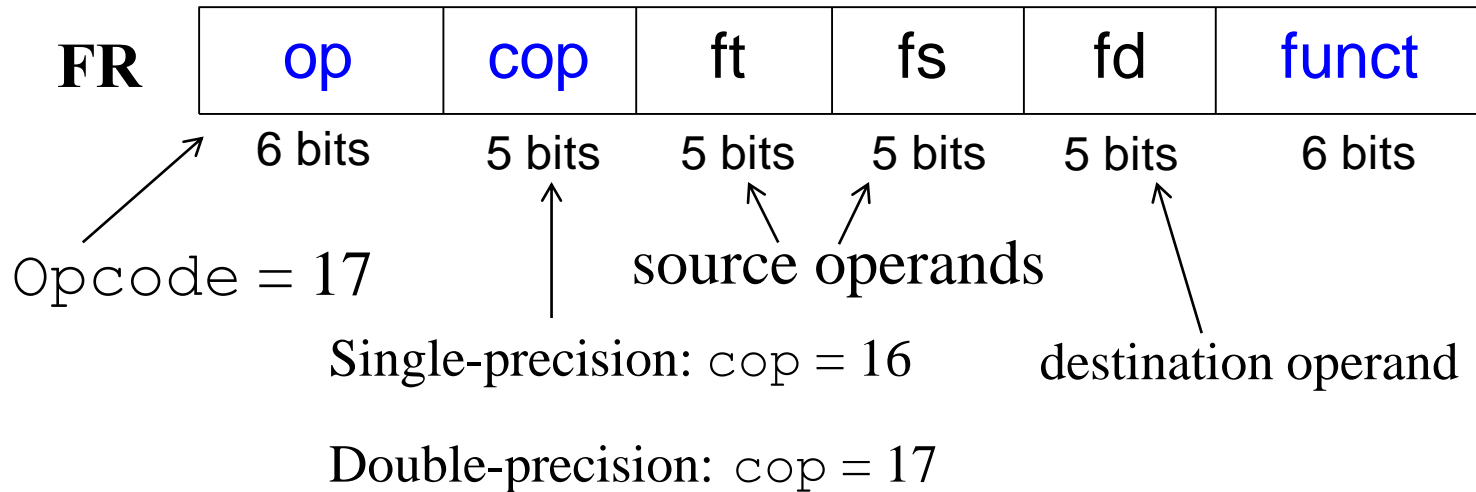 FR op cop ft fs fd funct
6 bits 5 bits 5 bits 5 bits 5 bits 6 bits
Opcode = 17
source operands
Single-precision: cop = 16
destination operand
Double-precision: cop = 17